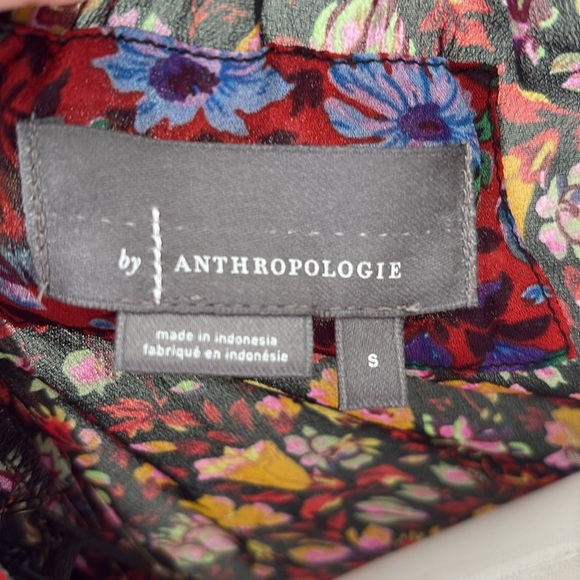 by ANTHROPOLOGIE
made in indonesia
fabriqué en indonésie
S